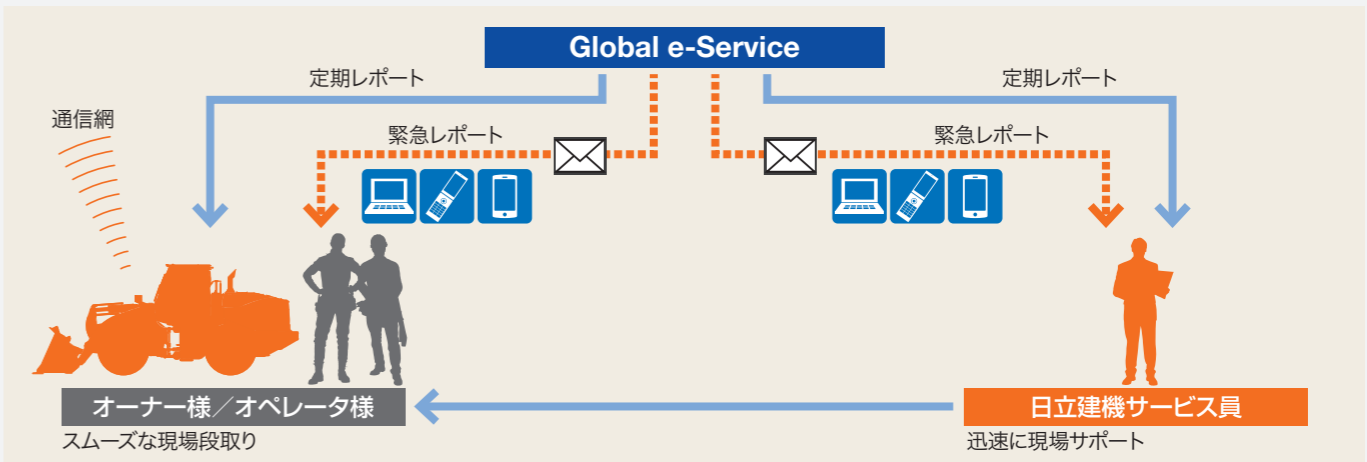 Global e-Service
定期レポート
定期レポート
通信網
緊急レポート
緊急レポート
オーナー様／オペレータ様
日立建機サービス員
スムーズな現場段取り
迅速に現場サポート